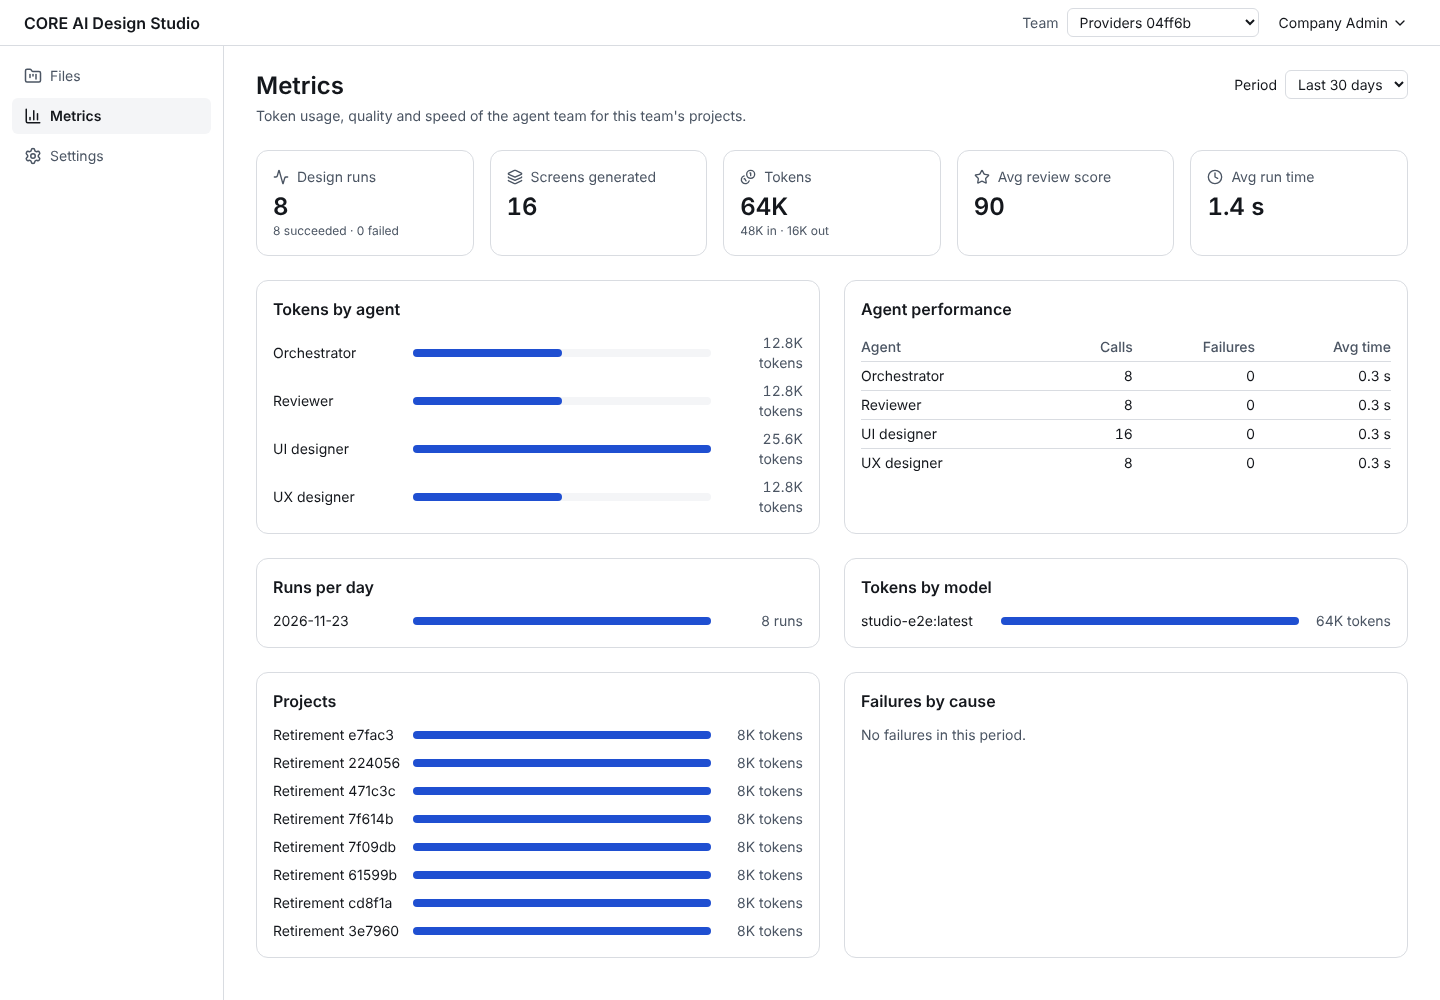 CORE AI Design Studio
Team
Providers 04ff6b
Company Admin
Files
Metrics
Settings
Metrics
Period
Last 30 days
Token usage, quality and speed of the agent team for this team's projects.
Design runs
8
8 succeeded · 0 failed
Screens generated
16
Tokens
64K
48K in · 16K out
Avg review score
90
Avg run time
1.4 s
Tokens by agent
Orchestrator
12.8K
tokens
Reviewer
12.8K
tokens
UI designer
25.6K
tokens
UX designer
12.8K
tokens
Agent performance
Agent Calls Failures Avg time
Orchestrator 8 0 0.3 s
Reviewer 8 0 0.3 s
UI designer 16 0 0.3 s
UX designer 8 0 0.3 s
Runs per day
2026-11-23 8 runs
Tokens by model
studio-e2e:latest 64K tokens
Projects
Retirement e7fac3 8K tokens
Retirement 224056 8K tokens
Retirement 471c3c 8K tokens
Retirement 7f614b 8K tokens
Retirement 7f09db 8K tokens
Retirement 61599b 8K tokens
Retirement cd8f1a 8K tokens
Retirement 3e7960 8K tokens
Failures by cause
No failures in this period.